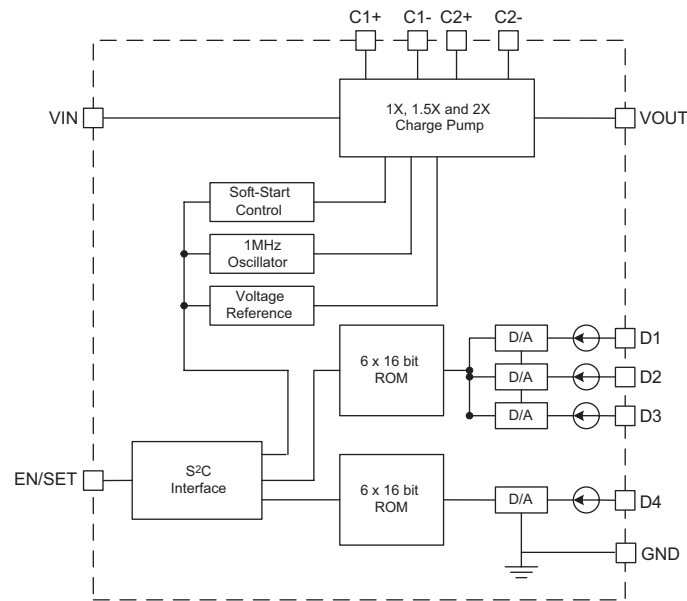 C1+ C1- C2+ C2-
VIN
1X, 1.5X and 2X
Charge Pump
VOUT
Soft-Start
Control
1MHz
Oscillator
Voltage
Reference
6 x 16 bit
ROM
D/A
D1
D/A
D2
D/A
D3
EN/SET
S²C
Interface
6 x 16 bit
ROM
D/A
D4
GND